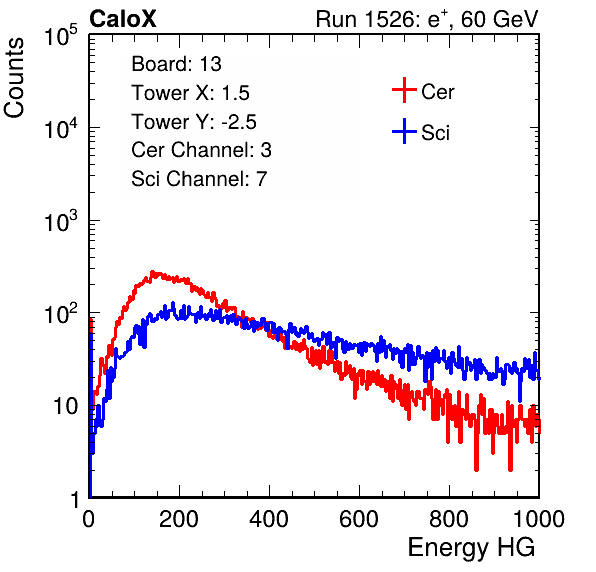 CaloX Run 1526: e⁺, 60 GeV
Counts
Board: 13
Tower X: 1.5
Tower Y: -2.5
Cer Channel: 3
Sci Channel: 7
Cer
Sci
10⁵
10⁴
10³
10²
10
1
0 200 400 600 800 1000
Energy HG